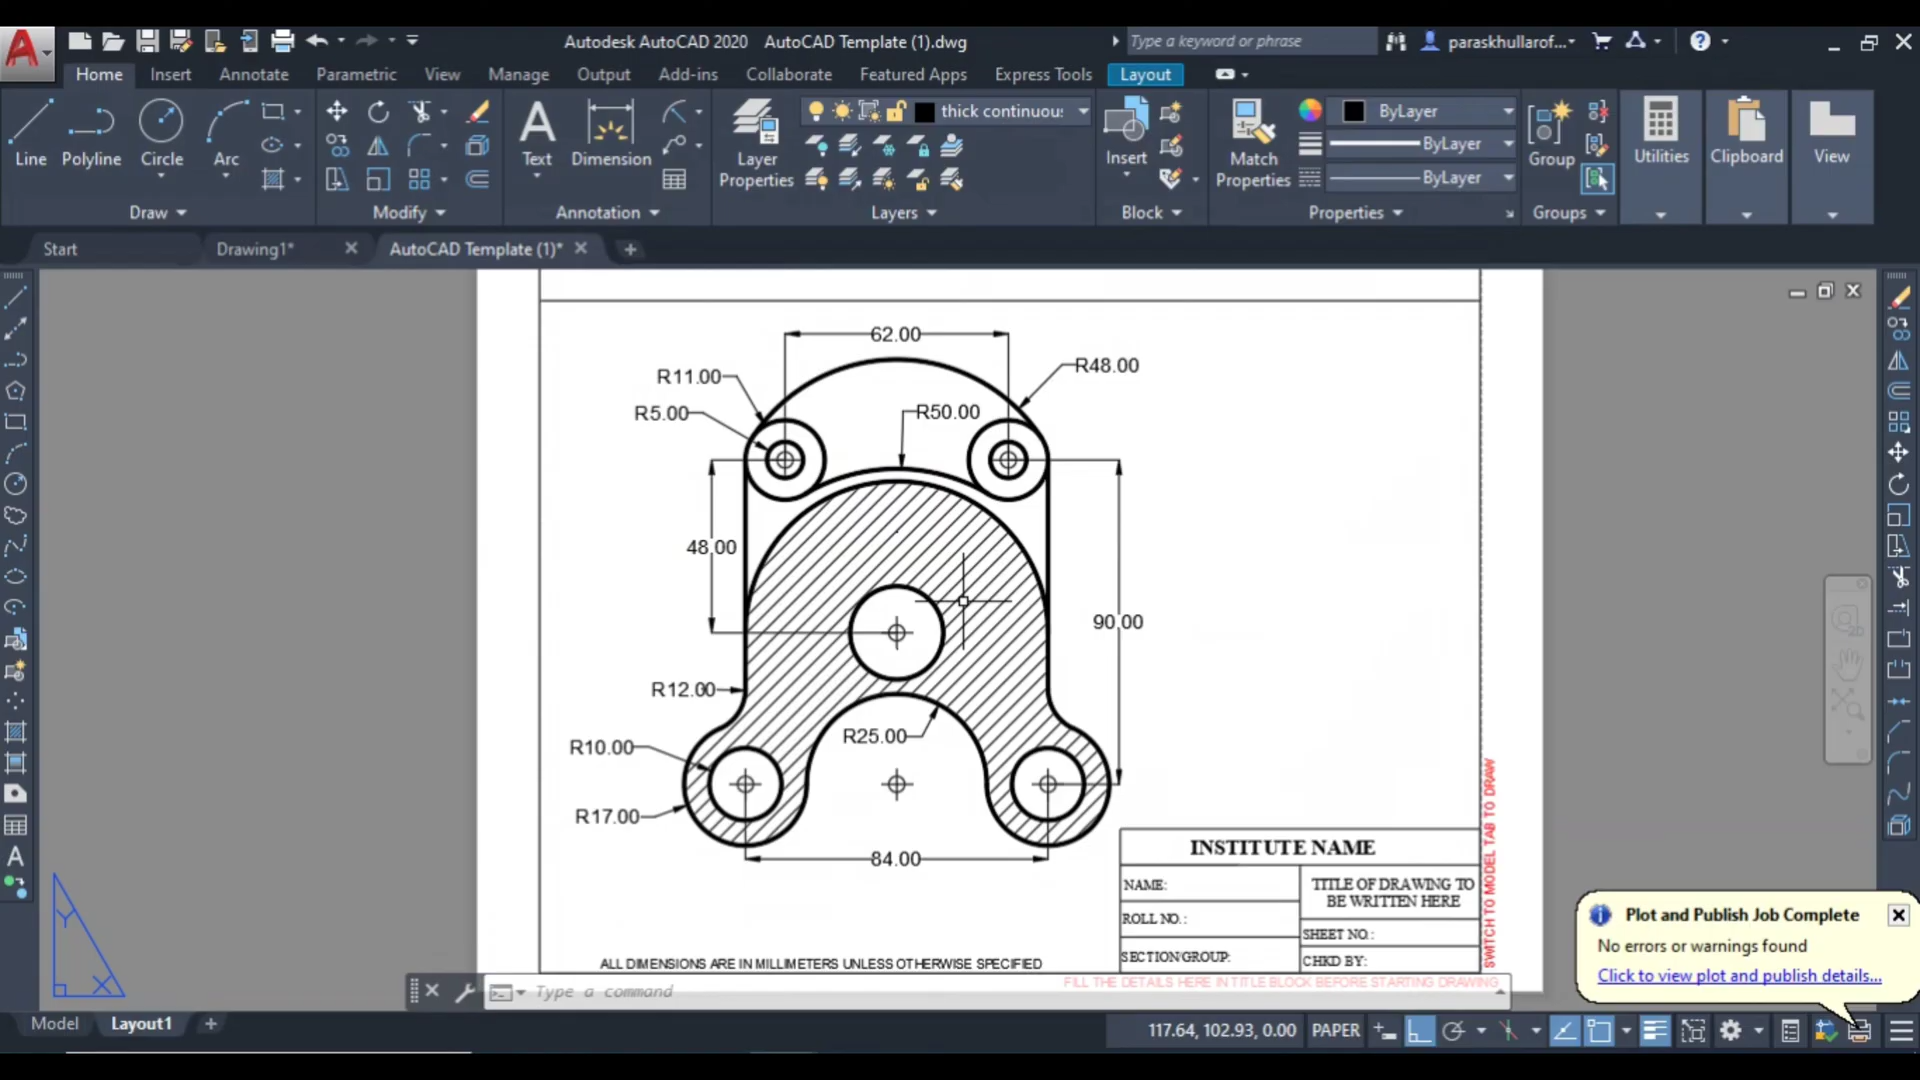 Autodesk AutoCAD 2020 AutoCAD Template (1).dwg
Type a keyword or phrase
paraskhullarof...
Home Insert Annotate Parametric View Manage Output Add-ins Collaborate Featured Apps Express Tools Layout
thick continuou:
ByLayer
ByLayer
ByLayer
Line Polyline Circle Arc
Text Dimension
Layer Properties
Insert
Match Properties
Group
Utilities Clipboard View
Draw Modify Annotation Layers Block Properties Groups
Start Drawing1* AutoCAD Template (1)*
62.00
R48.00
R11.00
R5.00
R50.00
48.00
90.00
R12.00
R25.00
R10.00
R17.00
84.00
INSTITUTE NAME
NAME:
TITLE OF DRAWING TO
BE WRITTEN HERE
ROLL NO.:
SHEET NO.:
SECTION/GROUP:
CHKD BY:
SWITCH TO MODEL TAB TO DRAW
ALL DIMENSIONS ARE IN MILLIMETERS UNLESS OTHERWISE SPECIFIED
FILL THE DETAILS HERE IN TITLE BLOCK BEFORE STARTING DRAWING
Type a command
Y
X
2D
Plot and Publish Job Complete
No errors or warnings found
Click to view plot and publish details...
Model Layout1
117.64, 102.93, 0.00 PAPER